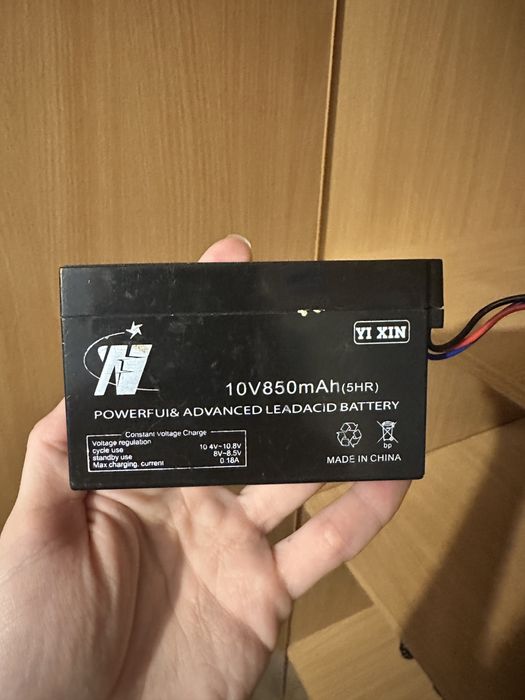 YI XIN
10V850mAh(5HR)
POWERFUI& ADVANCED LEADACiD BATTERY
Constant Voltage Charge
Voltage regulation
cycle use 10.4V~10.8V
standby use 8V~8.5V
Max charging. current 0.18A
bp
MADE IN CHINA